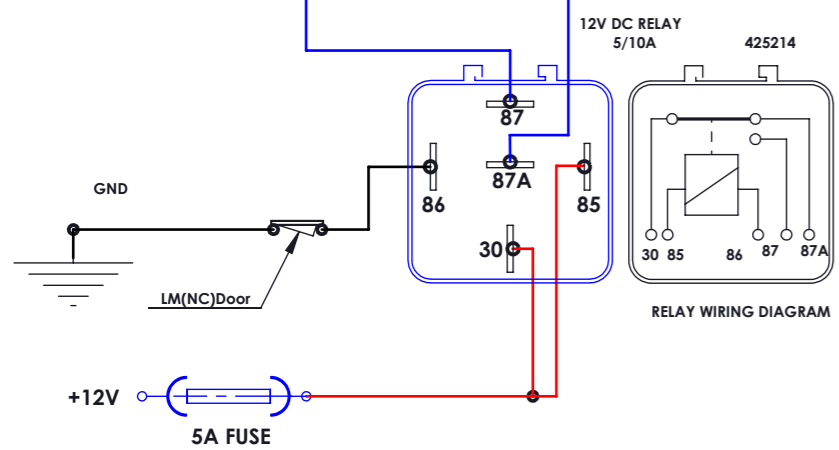 12V DC RELAY
5/10A
425214
87
87A
86
85
30
GND
LM(NC)Door
30 85 86 87 87A
RELAY WIRING DIAGRAM
+12V
5A FUSE